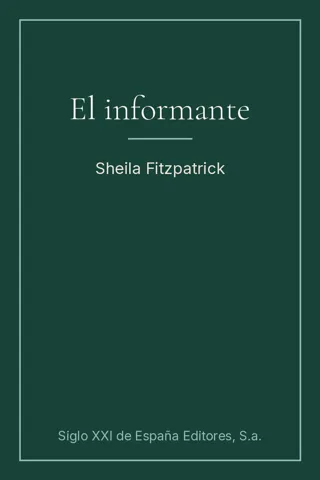 El informante
Sheila Fitzpatrick
Siglo XXI de España Editores, S.a.